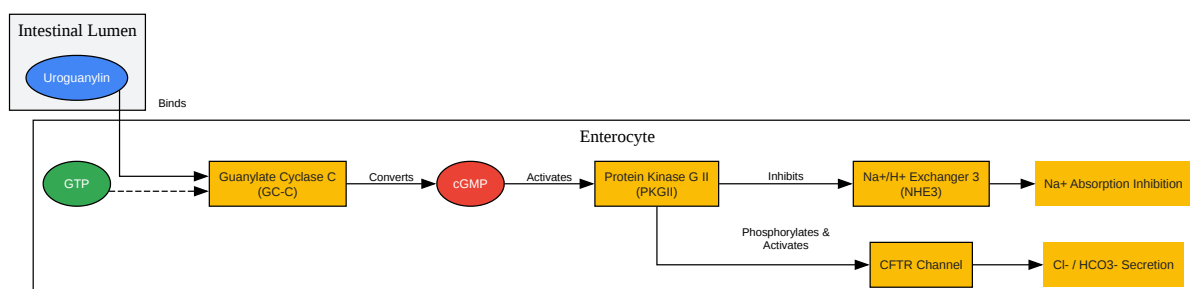 Intestinal Lumen
Uroguanylin
Binds
Enterocyte
GTP
Guanylate Cyclase C
(GC-C)
Converts
cGMP
Activates
Protein Kinase G II
(PKGII)
Inhibits
Na+/H+ Exchanger 3
(NHE3)
Na+ Absorption Inhibition
Phosphorylates &
Activates
CFTR Channel
Cl- / HCO3- Secretion